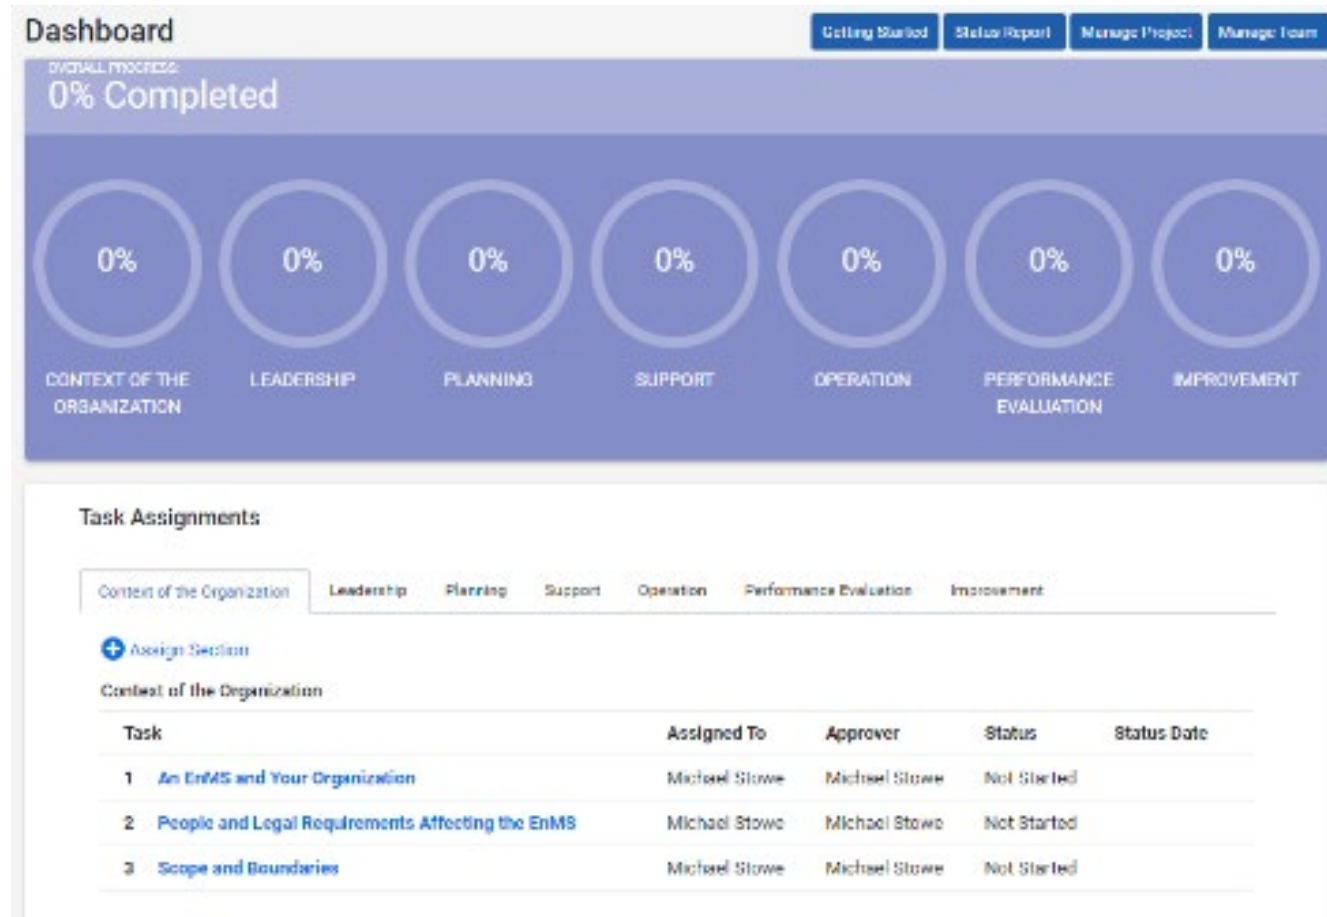 Dashboard
Getting Started Status Report Manage Project Manage Team
OVERALL PROGRESS:
0% Completed
0% 0% 0% 0% 0% 0% 0%
CONTEXT OF THE ORGANIZATION LEADERSHIP PLANNING SUPPORT OPERATION PERFORMANCE EVALUATION IMPROVEMENT
Task Assignments
Context of the Organization Leadership Planning Support Operation Performance Evaluation Improvement
Assign Section
Context of the Organization
Task Assigned To Approver Status Status Date
1 An EnMS and Your Organization Michael Stowe Michael Stowe Not Started
2 People and Legal Requirements Affecting the EnMS Michael Stowe Michael Stowe Not Started
3 Scope and Boundaries Michael Stowe Michael Stowe Not Started